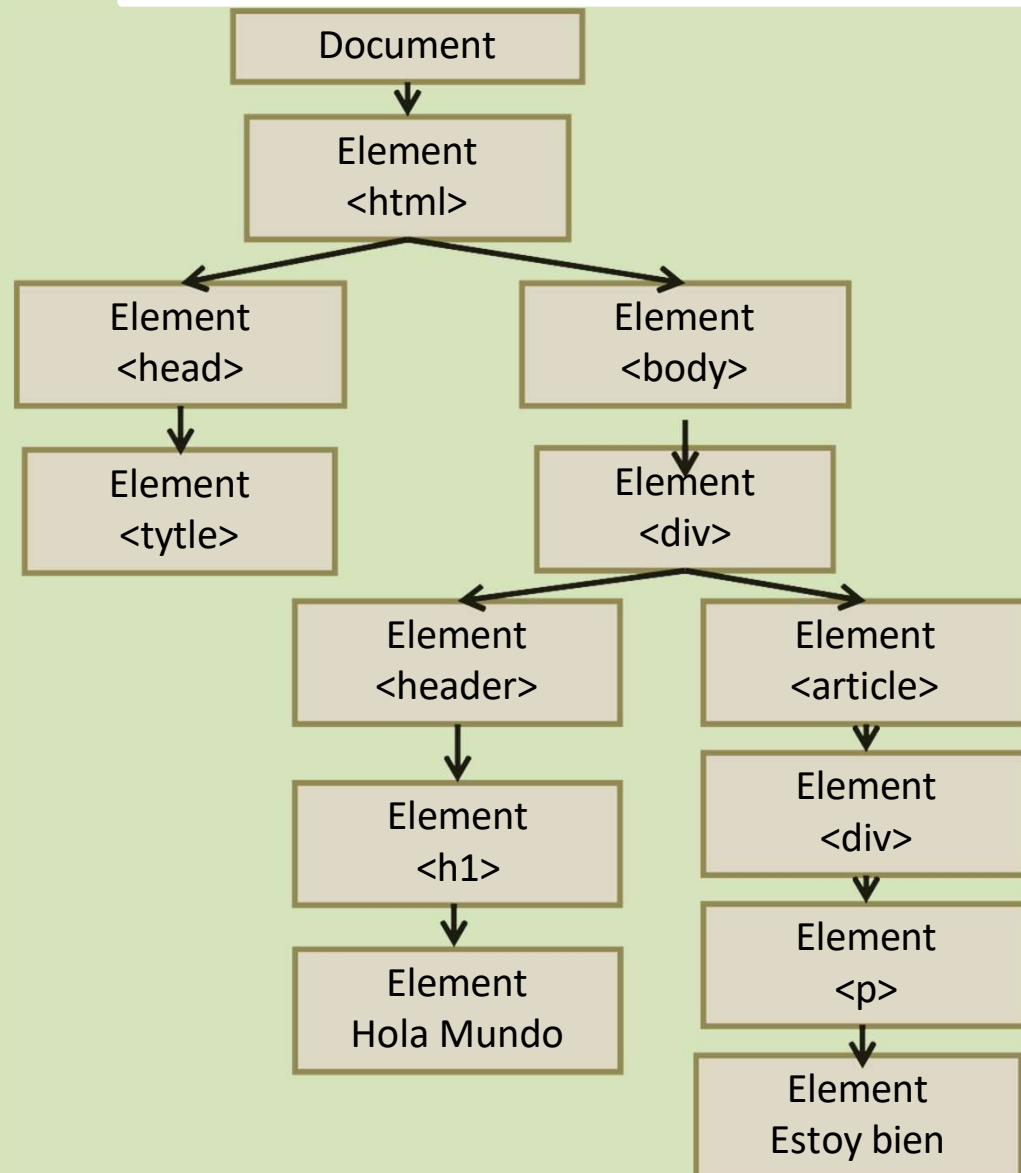 Document
Element
<html>
Element
<head>
Element
<body>
Element
<tytle>
Element
<div>
Element
<header>
Element
<article>
Element
<h1>
Element
<div>
Element
Hola Mundo
Element
<p>
Element
Estoy bien